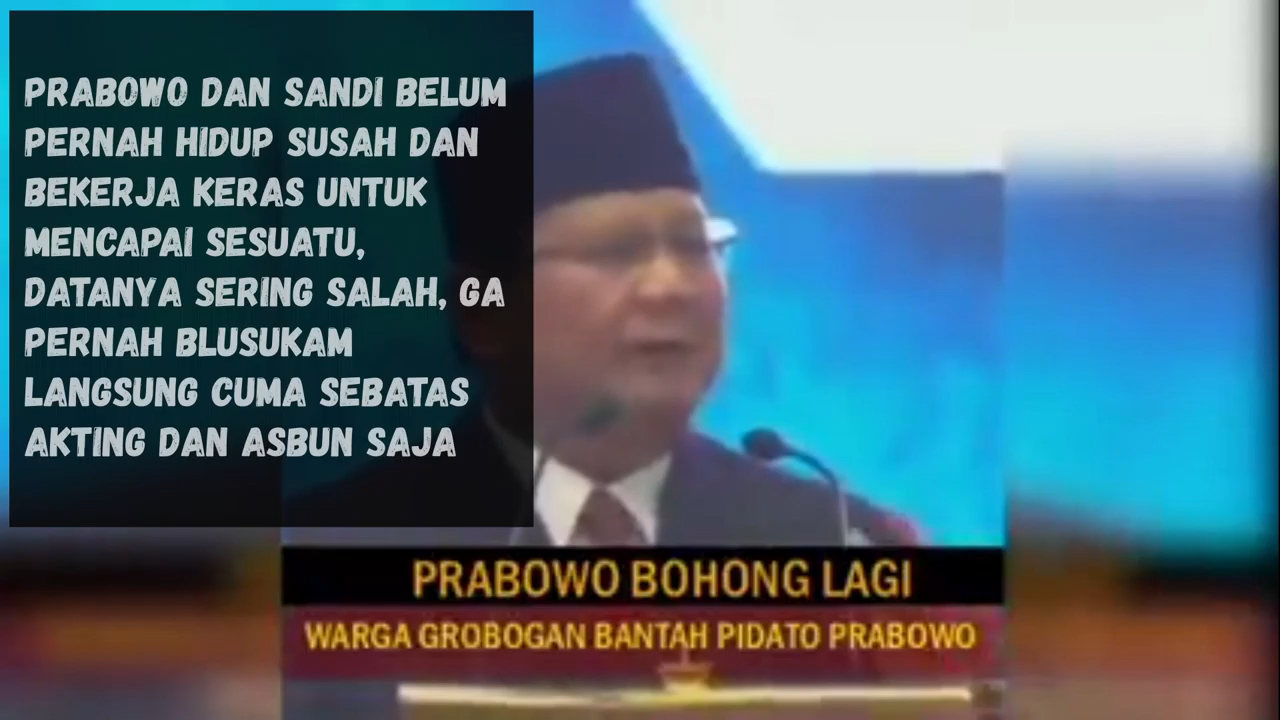 PRABOWO DAN SANDI BELUM
PERNAH HIDUP SUSAH DAN
BEKERJA KERAS UNTUK
MENCAPAI SESUATU,
DATANYA SERING SALAH, GA
PERNAH BLUSUKAM
LANGSUNG CUMA SEBATAS
AKTING DAN ASBUN SAJA
PRABOWO BOHONG LAGI
WARGA GROBOGAN BANTAH PIDATO PRABOWO